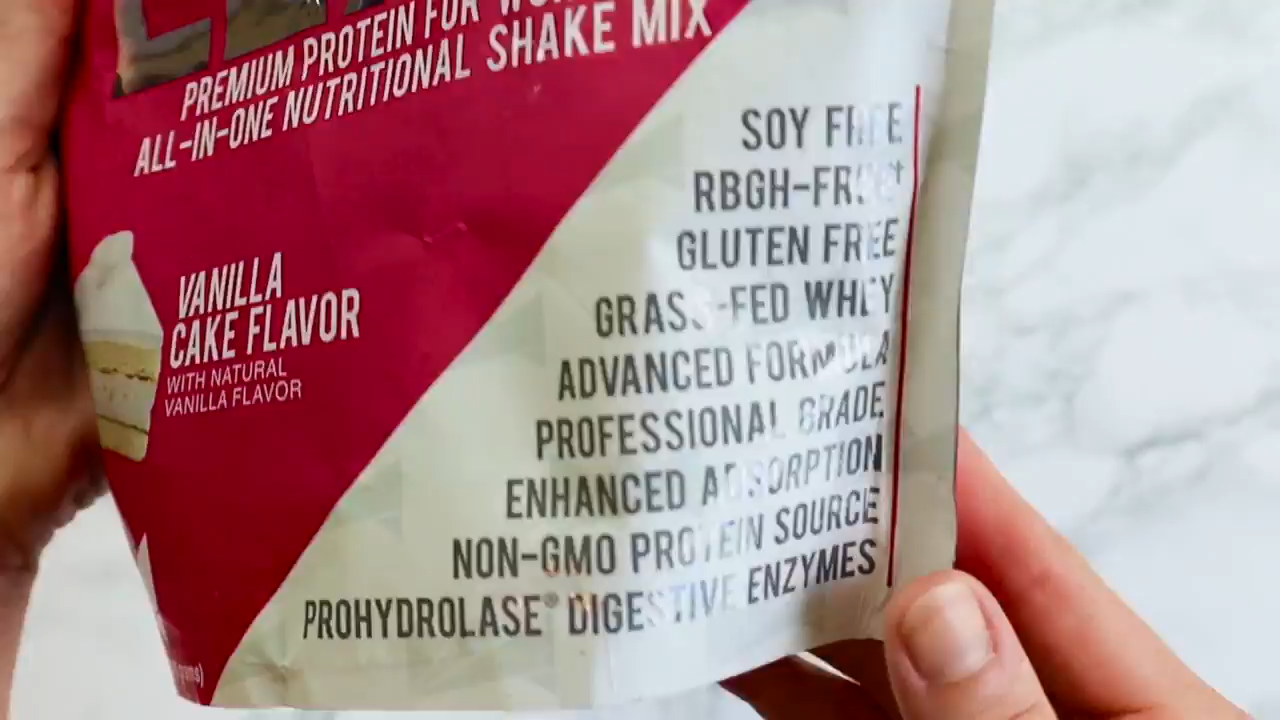 PREMIUM PROTEIN FOR
ALL-IN-ONE NUTRITIONAL SHAKE MIX
SOY FREE
RBGH-FREE†
GLUTEN FREE
GRASS-FED WHEY
ADVANCED FORMULA
PROFESSIONAL GRADE
ENHANCED ABSORPTION
NON-GMO PROTEIN SOURCE
PROHYDROLASE® DIGESTIVE ENZYMES
VANILLA
CAKE FLAVOR
WITH NATURAL
VANILLA FLAVOR
grams)